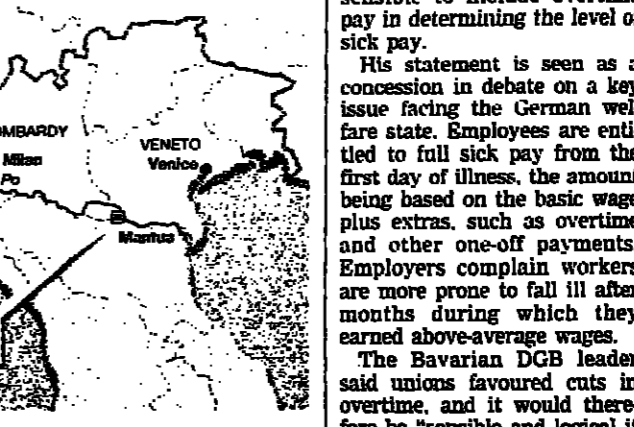 OMBARDY
Milan
Po
VENETO
Venice
Mantua
sensible to include overtime
pay in determining the level of
sick pay.
His statement is seen as a
concession in debate on a key
issue facing the German wel-
fare state. Employees are enti-
tled to full sick pay from the
first day of illness, the amount
being based on the basic wage
plus extras, such as overtime
and other one-off payments.
Employers complain workers
are more prone to fall ill after
months during which they
earned above-average wages.
The Bavarian DGB leader
said unions favoured cuts in
overtime, and it would there-
fore be "sensible and logical if